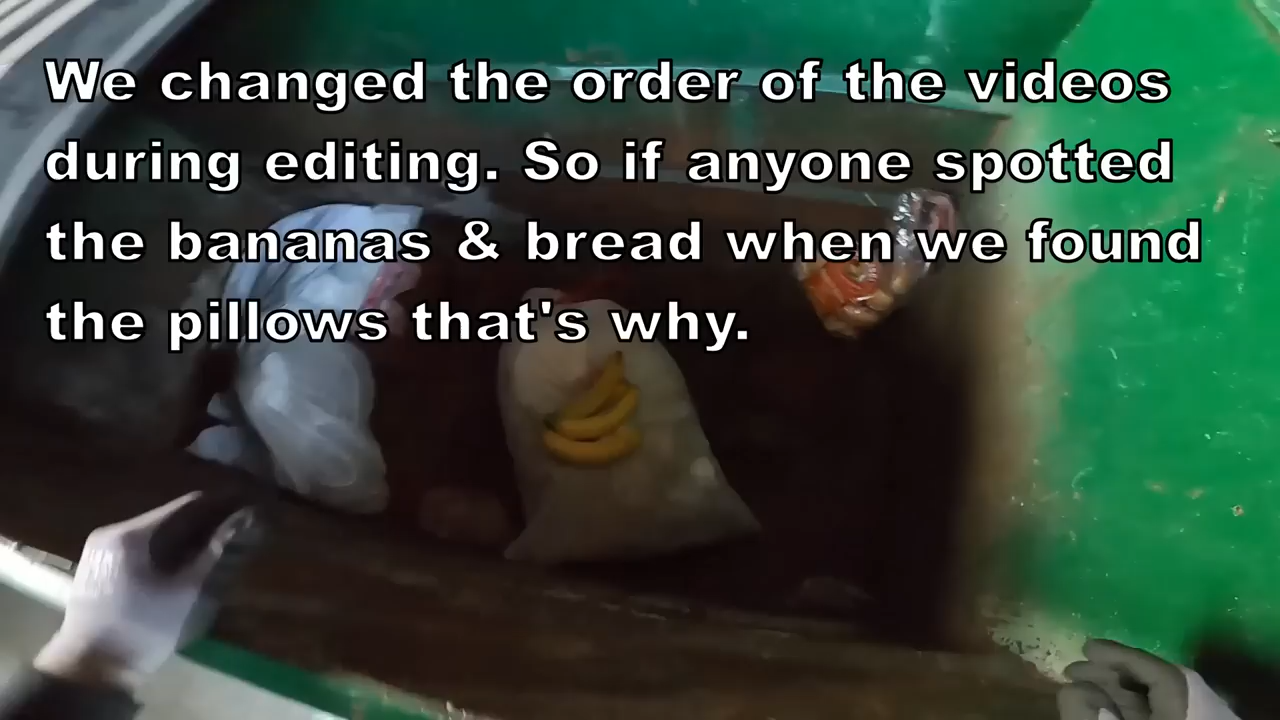 We changed the order of the videos
during editing. So if anyone spotted
the bananas & bread when we found
the pillows that's why.